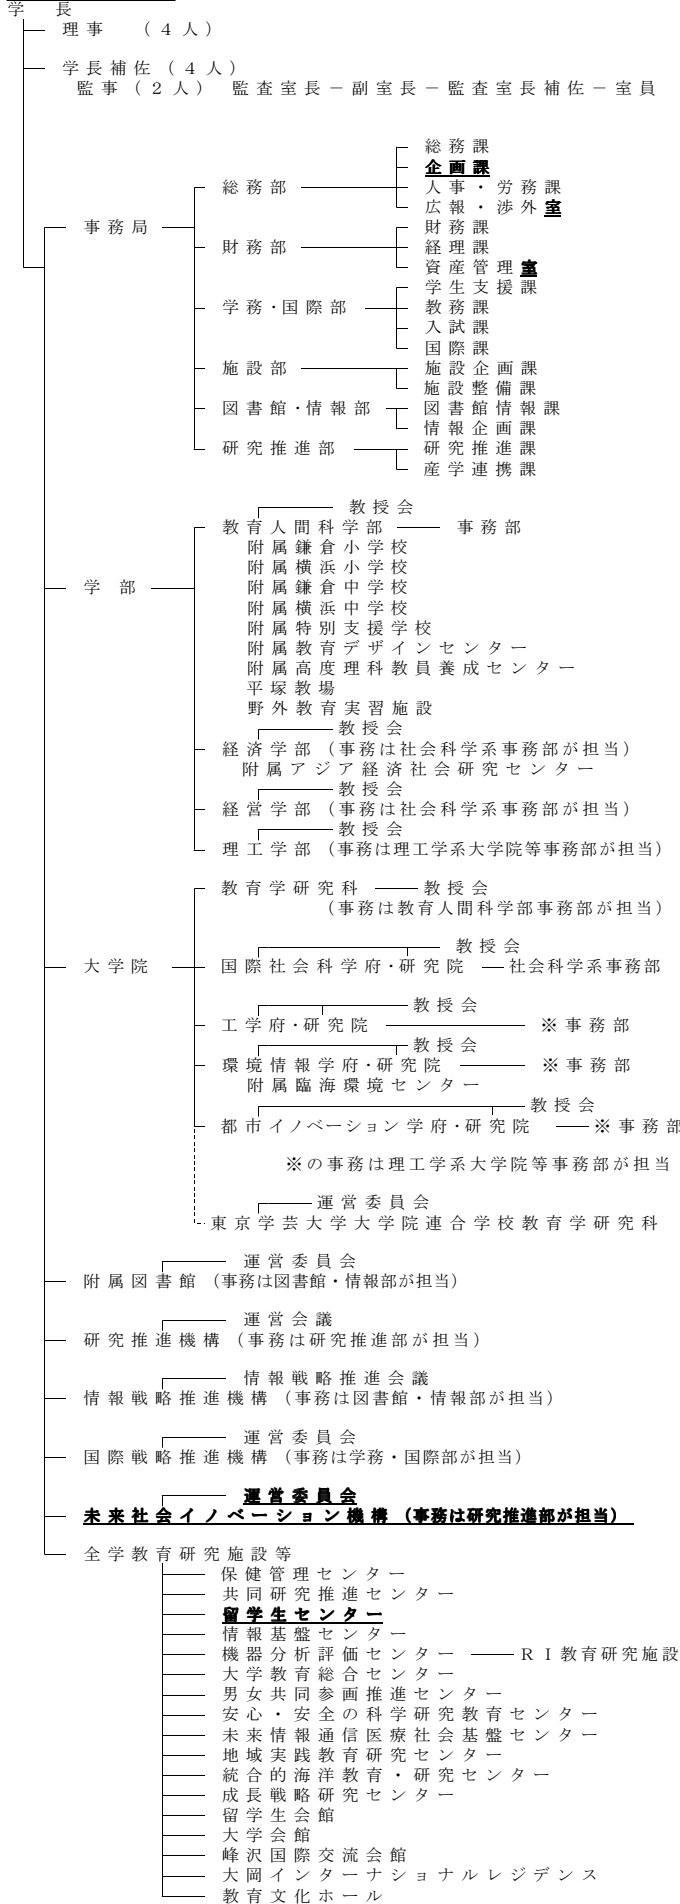 学　長
理事　（４人）
学長補佐（４人）
監事（２人）　監査室長－副室長－監査室長補佐－室員
総務課
企画課
総務部　人事・労務課
広報・渉外室
事務局　財務課
財務部　経理課
資産管理室
学生支援課
学務・国際部　教務課
入試課
国際課
施設部　施設企画課
施設整備課
図書館・情報部　図書館情報課
情報企画課
研究推進部　研究推進課
産学連携課
教授会
教育人間科学部　事務部
附属鎌倉小学校
附属横浜小学校
学　部　附属鎌倉中学校
附属横浜中学校
附属特別支援学校
附属教育デザインセンター
附属高度理科教員養成センター
平塚教場
野外教育実習施設
教授会
経済学部（事務は社会科学系事務部が担当）
附属アジア経済社会研究センター
教授会
経営学部（事務は社会科学系事務部が担当）
教授会
理工学部（事務は理工学系大学院等事務部が担当）
教育学研究科　教授会
（事務は教育人間科学部事務部が担当）
教授会
大学院　国際社会科学府・研究院　社会科学系事務部
教授会
工学府・研究院　※事務部
教授会
環境情報学府・研究院　※事務部
附属臨海環境センター
教授会
都市イノベーション学府・研究院　※事務部
※の事務は理工学系大学院等事務部が担当
運営委員会
東京学芸大学大学院連合学校教育学研究科
運営委員会
附属図書館（事務は図書館・情報部が担当）
運営会議
研究推進機構（事務は研究推進部が担当）
情報戦略推進会議
情報戦略推進機構（事務は図書館・情報部が担当）
運営委員会
国際戦略推進機構（事務は学務・国際部が担当）
運営委員会
未来社会イノベーション機構（事務は研究推進部が担当）
全学教育研究施設等
保健管理センター
共同研究推進センター
留学生センター
情報基盤センター
機器分析評価センター　ＲＩ教育研究施設
大学教育総合センター
男女共同参画推進センター
安心・安全の科学研究教育センター
未来情報通信医療社会基盤センター
地域実践教育研究センター
統合的海洋教育・研究センター
成長戦略研究センター
留学生会館
大学会館
峰沢国際交流会館
大岡インターナショナルレジデンス
教育文化ホール